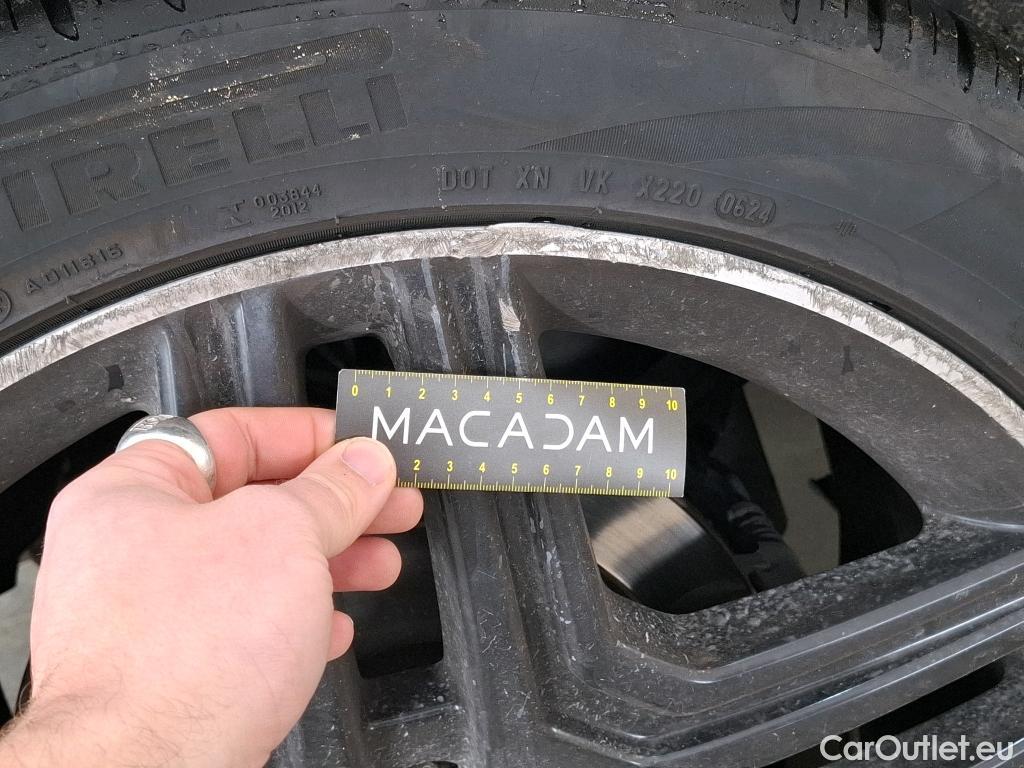 PIRELLI
003844
2012
DOT XN VK X220 0624
A011815
0 1 2 3 4 5 6 7 8 9 10
MACADAM
2 3 4 5 6 7 8 9 10
CarOutlet.eu